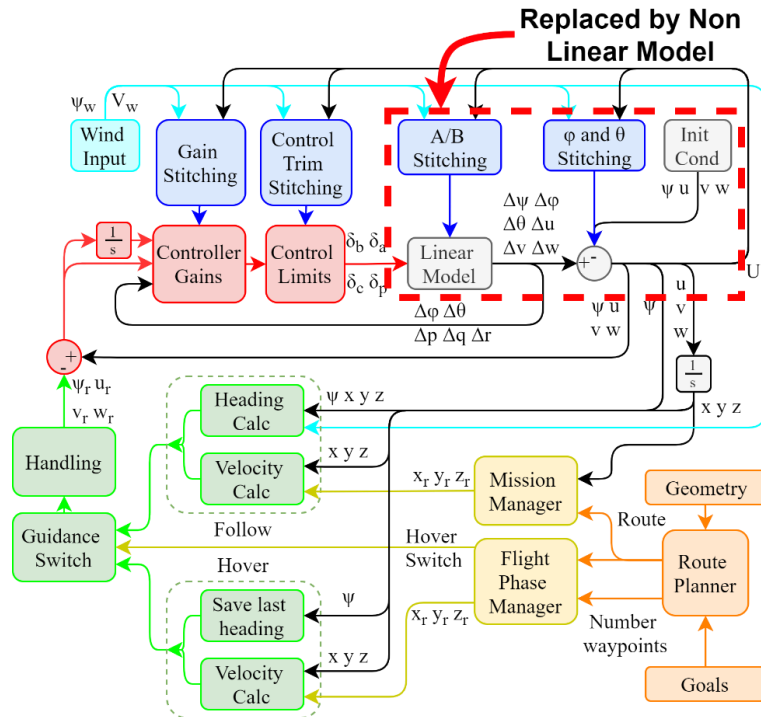 Replaced by Non
Linear Model
ψw Vw
Wind
Input
Gain
Stitching
Control
Trim
Stitching
A/B
Stitching
φ and θ
Stitching
Init
Cond
ψ u v w
1
s
Controller
Gains
Control
Limits
δb δa
δc δp
Linear
Model
Δψ Δφ
Δθ Δu
Δv Δw
+ -
U
Δφ Δθ
Δp Δq Δr
ψ u
v w
ψ
u
v
w
1
s
x y z
+
-
ψr ur
vr wr
Handling
Guidance
Switch
Heading
Calc
ψ x y z
Velocity
Calc
x y z
Follow
Hover
Save last
heading
ψ
Velocity
Calc
x y z
xr yr zr
Mission
Manager
Hover
Switch
Flight
Phase
Manager
xr yr zr
Geometry
Route
Route
Planner
Number
waypoints
Goals